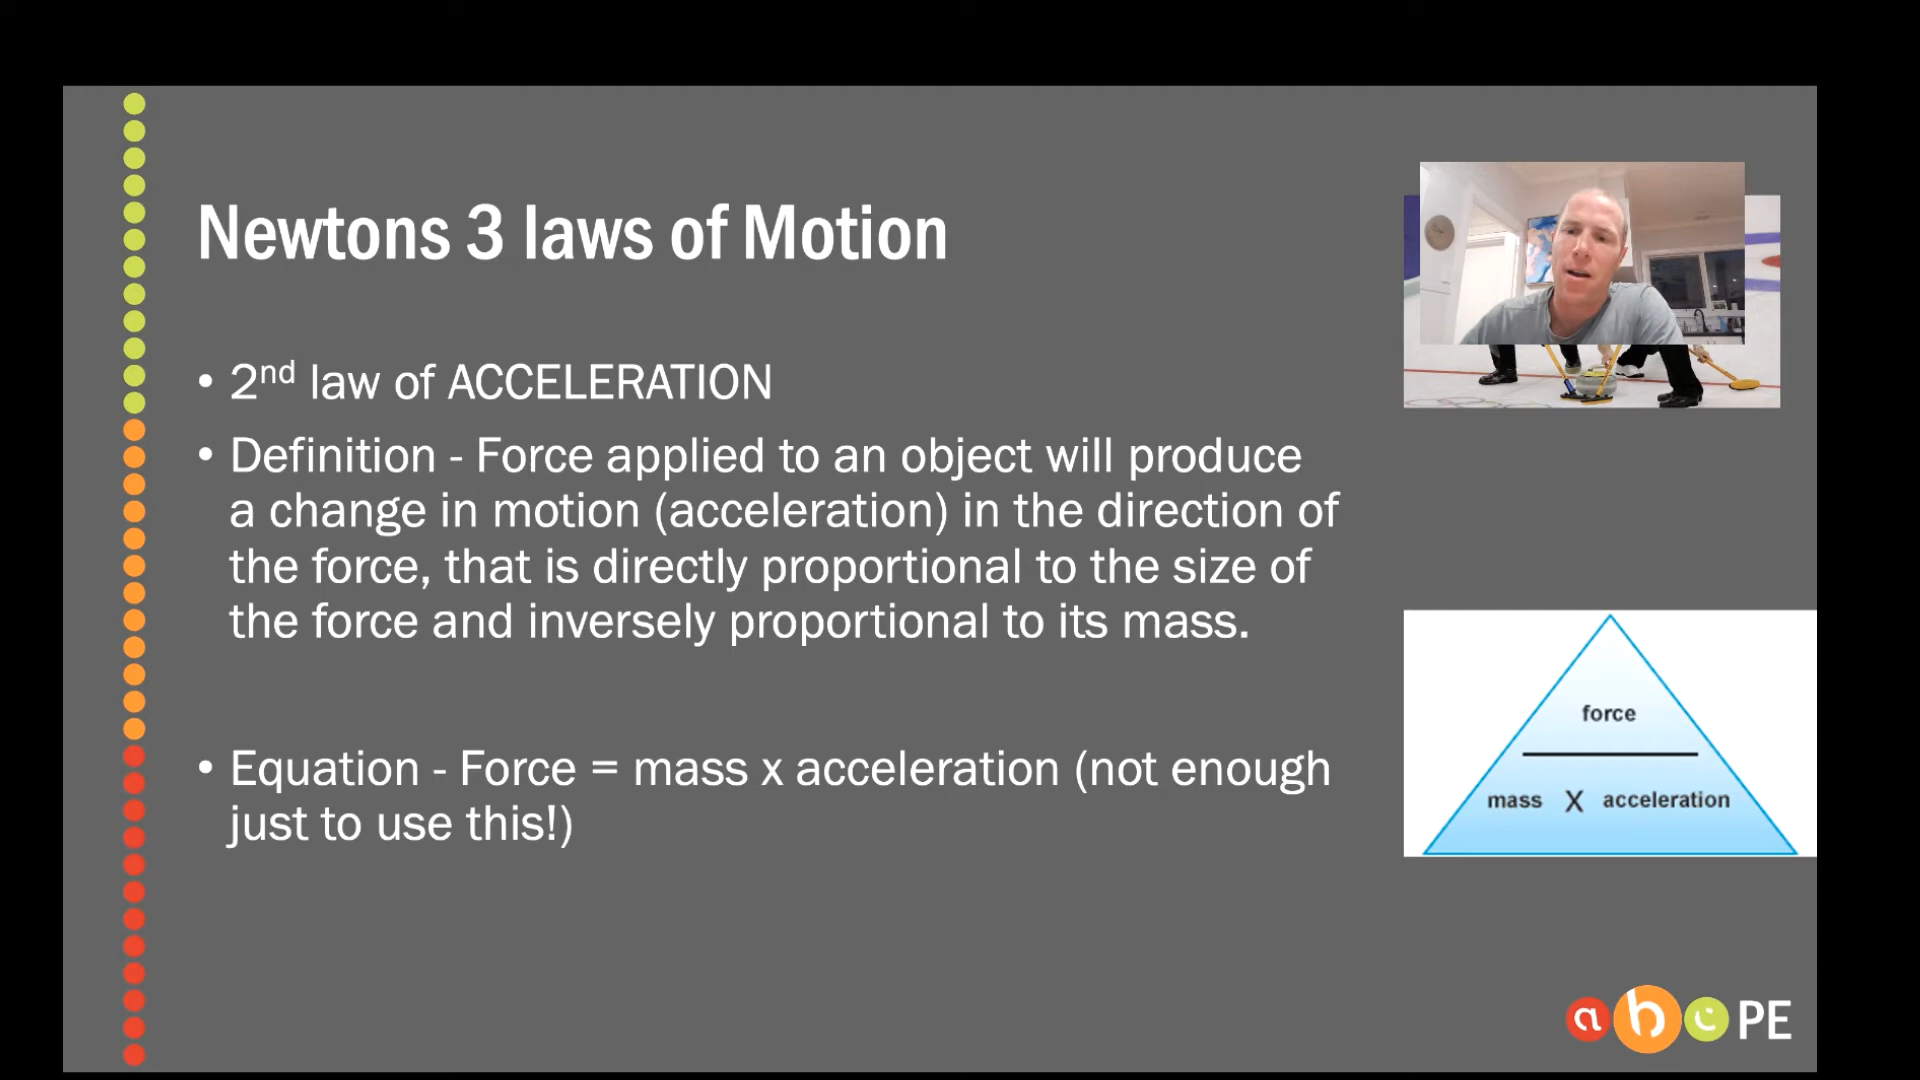 Newtons 3 laws of Motion
• 2nd law of ACCELERATION
• Definition - Force applied to an object will produce
a change in motion (acceleration) in the direction of
the force, that is directly proportional to the size of
the force and inversely proportional to its mass.
• Equation - Force = mass x acceleration (not enough
just to use this!)
force
mass X acceleration
abc PE